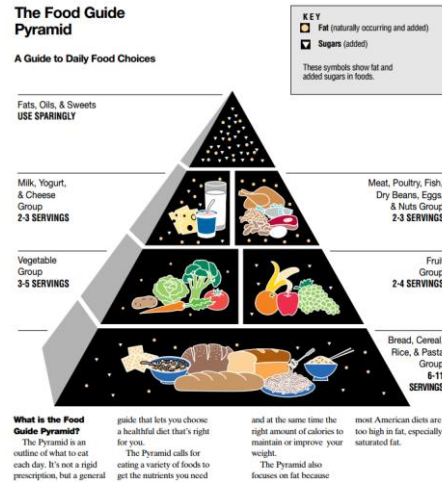 The Food Guide
Pyramid
A Guide to Daily Food Choices
KEY
Fat (naturally occurring and added)
Sugars (added)
These symbols show fat and
added sugars in foods.
Fats, Oils, & Sweets
USE SPARINGLY
Milk, Yogurt,
& Cheese
Group
2-3 SERVINGS
Meat, Poultry, Fish,
Dry Beans, Eggs,
& Nuts Group
2-3 SERVINGS
Vegetable
Group
3-5 SERVINGS
Fruit
Group
2-4 SERVINGS
Bread, Cereal,
Rice, & Pasta
Group
6-11
SERVINGS
What is the Food
Guide Pyramid?
The Pyramid is an
outline of what to eat
each day. It's not a rigid
prescription, but a general
guide that lets you choose
a healthful diet that's right
for you.
The Pyramid calls for
eating a variety of foods to
get the nutrients you need
and at the same time the
right amount of calories to
maintain or improve your
weight.
The Pyramid also
focuses on fat because
most American diets are
too high in fat, especially
saturated fat.